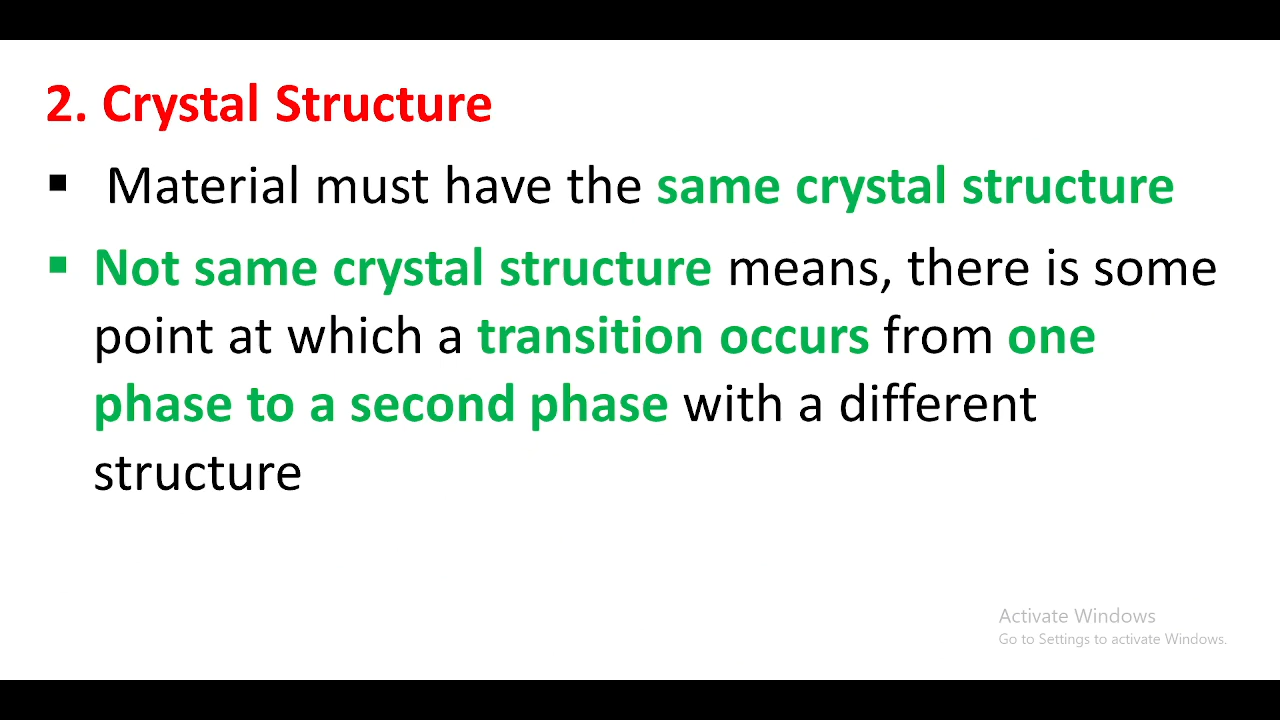 2. Crystal Structure
▪ Material must have the same crystal structure
▪ Not same crystal structure means, there is some
point at which a transition occurs from one
phase to a second phase with a different
structure
Activate Windows
Go to Settings to activate Windows.